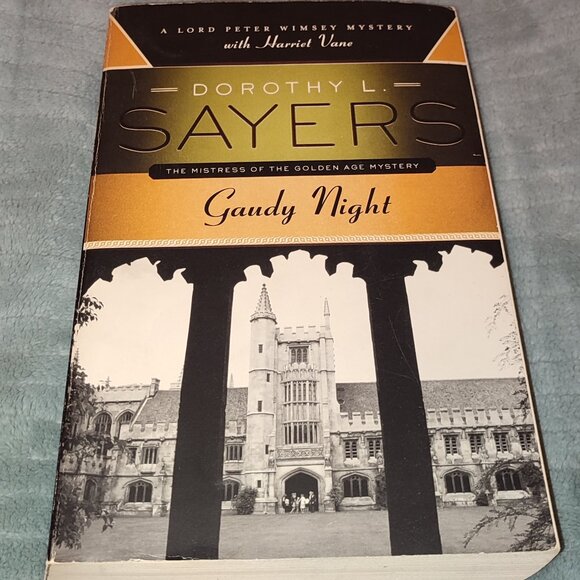 A LORD PETER WIMSEY MYSTERY
with Harriet Vane
DOROTHY L.
SAYERS
THE MISTRESS OF THE GOLDEN AGE MYSTERY
Gaudy Night